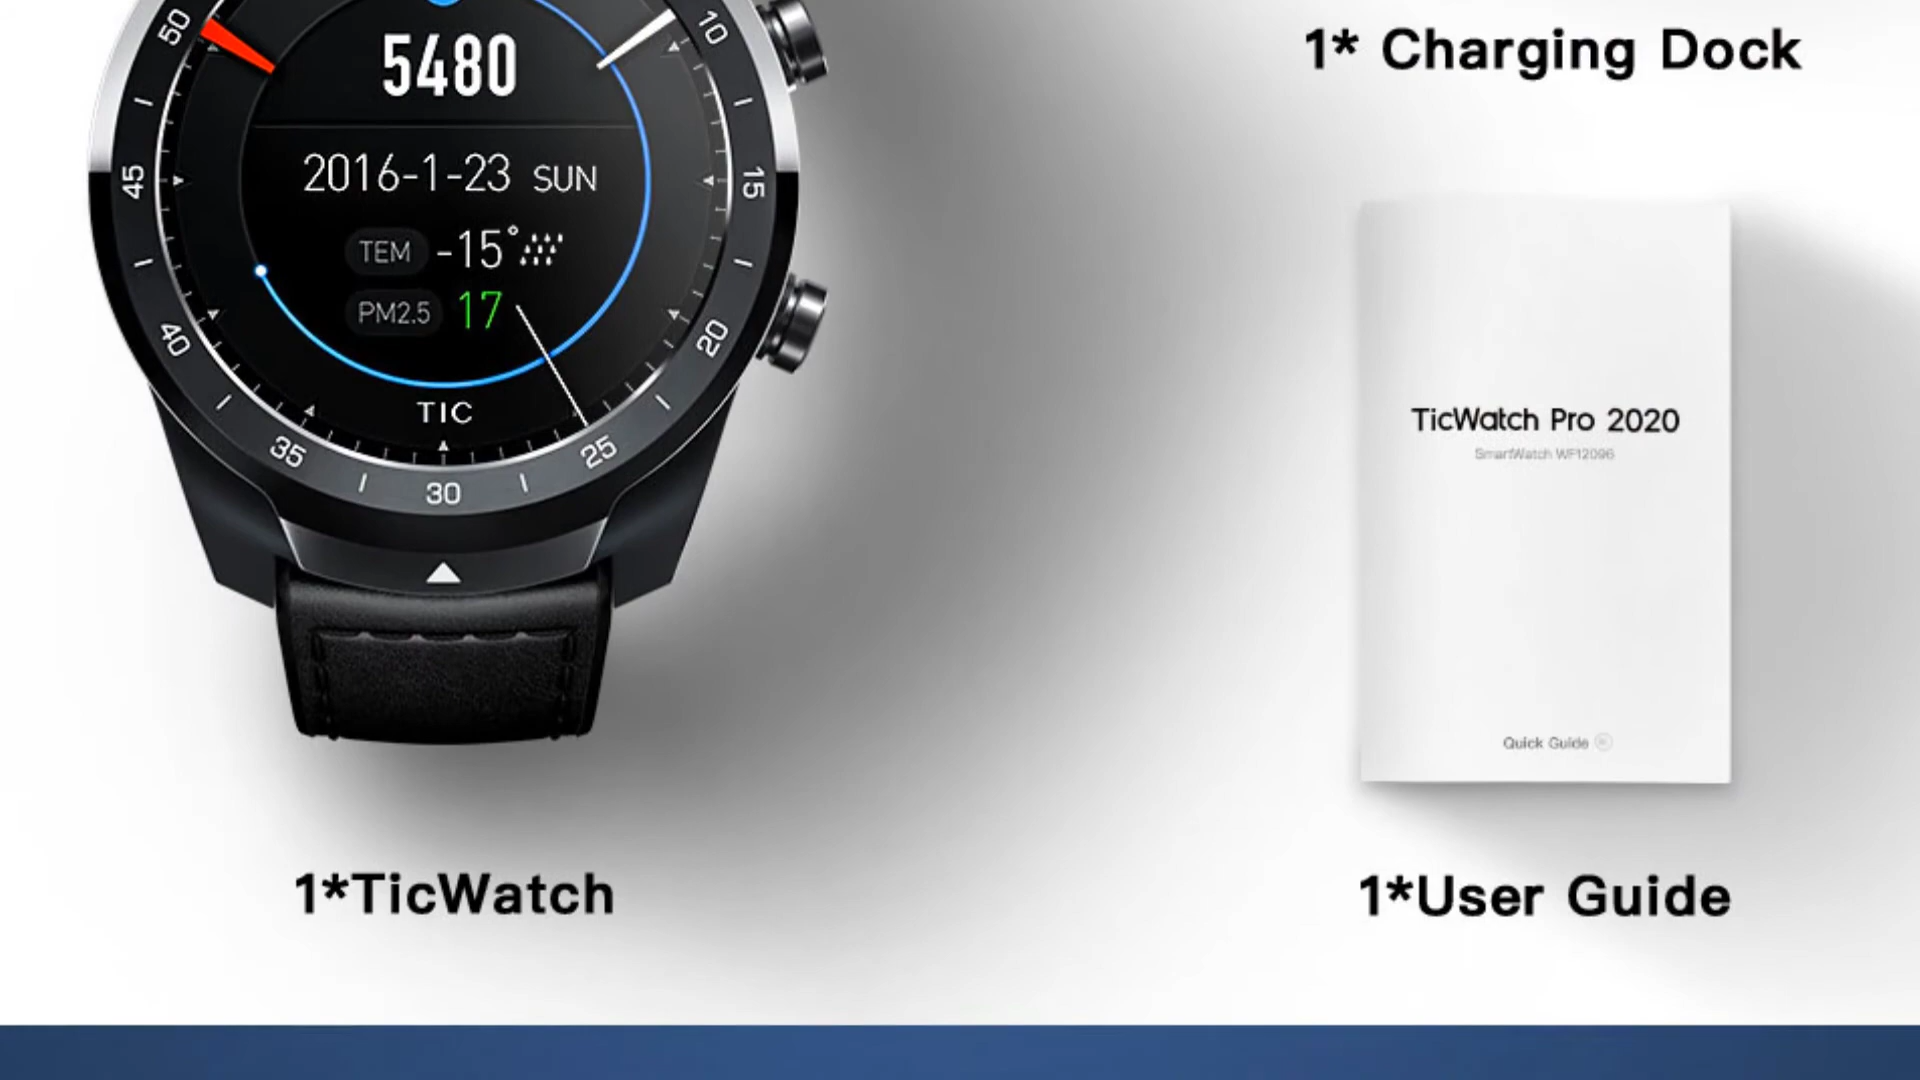 50
10
5480
1* Charging Dock
2016-1-23 SUN
45
15
TEM -15°
PM2.5 17
40
20
TIC
35
25
30
TicWatch Pro 2020
SmartWatch WF12096
Quick Guide
1*TicWatch
1*User Guide